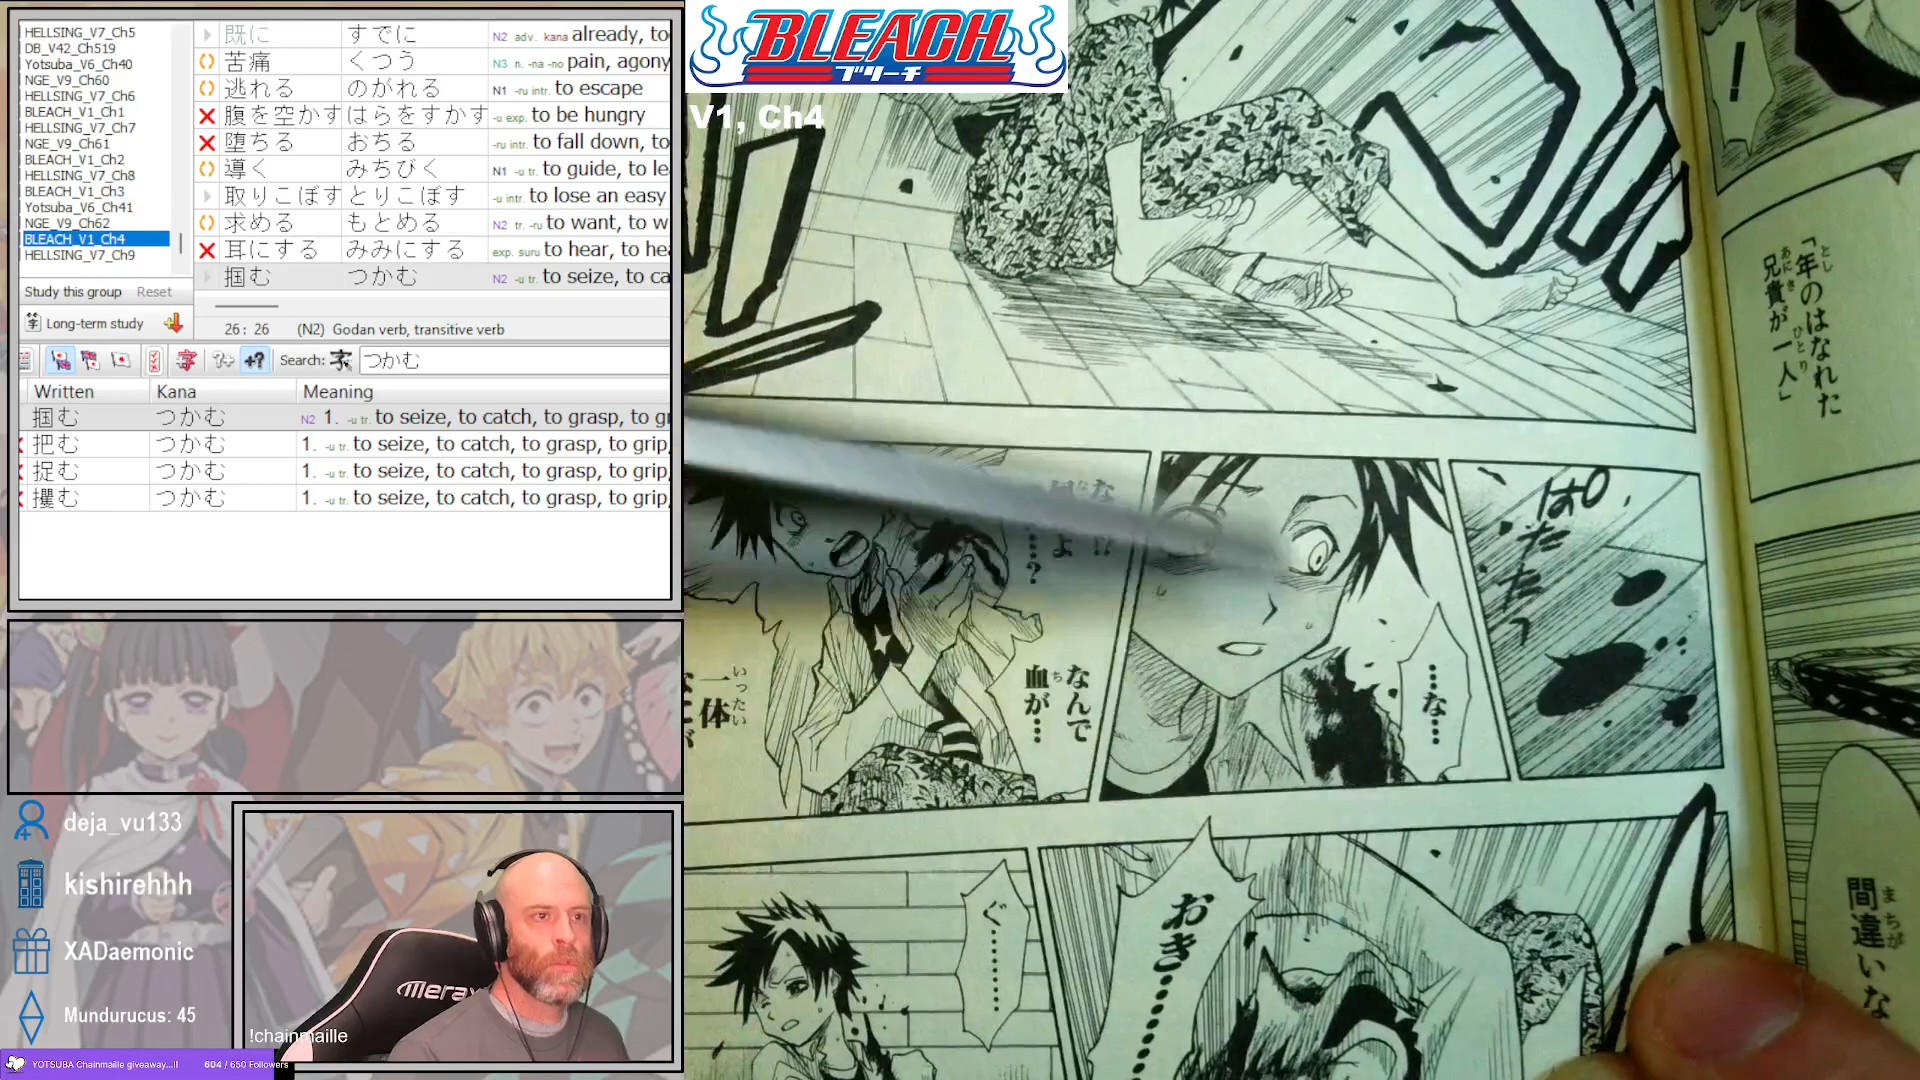 HELLSING_V7_Ch5
DB_V42_Ch519
Yotsuba_V6_Ch40
NGE_V9_Ch60
HELLSING_V7_Ch6
BLEACH_V1_Ch1
HELLSING_V7_Ch7
NGE_V9_Ch61
BLEACH_V1_Ch2
HELLSING_V7_Ch8
BLEACH_V1_Ch3
Yotsuba_V6_Ch41
NGE_V9_Ch62
BLEACH_V1_Ch4
HELLSING_V7_Ch9
Study this group Reset
Long-term study
既に すでに N2 adv. kana already, to
苦痛 くつう N3 n. -na -no pain, agony
逃れる のがれる N1 -ru intr. to escape
腹を空かす はらをすかす -u exp. to be hungry
堕ちる おちる -ru intr. to fall down, to
導く みちびく N1 -u tr. to guide, to le
取りこぼす とりこぼす -u intr. to lose an easy
求める もとめる N2 tr. -ru to want, to w
耳にする みみにする exp. suru to hear, to hea
掴む つかむ N2 -u tr. to seize, to ca
26: 26 (N2) Godan verb, transitive verb
Search: つかむ
Written Kana Meaning
掴む つかむ N2 1. -u tr. to seize, to catch, to grasp, to gr
把む つかむ 1. -u tr. to seize, to catch, to grasp, to grip,
捉む つかむ 1. -u tr. to seize, to catch, to grasp, to grip,
攫む つかむ 1. -u tr. to seize, to catch, to grasp, to grip,
deja_vu133
kishirehhh
XADaemonic
Mundurucus: 45
YOTSUBA Chainmaille giveaway...!! 604 / 650 Followers
!chainmaille
BLEACH
ブリーチ
V1, Ch4
!
「年のはなれた
兄貴が一人」
ぱた
たっ
…な…
なんで
血が…
一体
おき………
ぐ………
間違いな